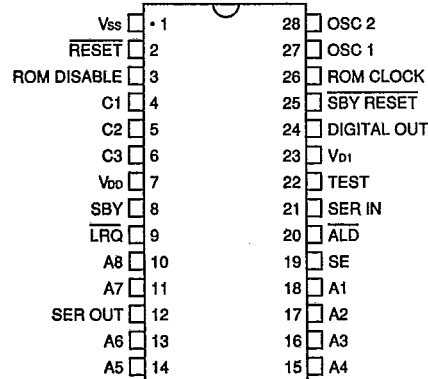 Vss • 1 28 OSC 2
RESET 2 27 OSC 1
ROM DISABLE 3 26 ROM CLOCK
C1 4 25 SBY RESET
C2 5 24 DIGITAL OUT
C3 6 23 VD1
VDD 7 22 TEST
SBY 8 21 SER IN
LRQ 9 20 ALD
A8 10 19 SE
A7 11 18 A1
SER OUT 12 17 A2
A6 13 16 A3
A5 14 15 A4